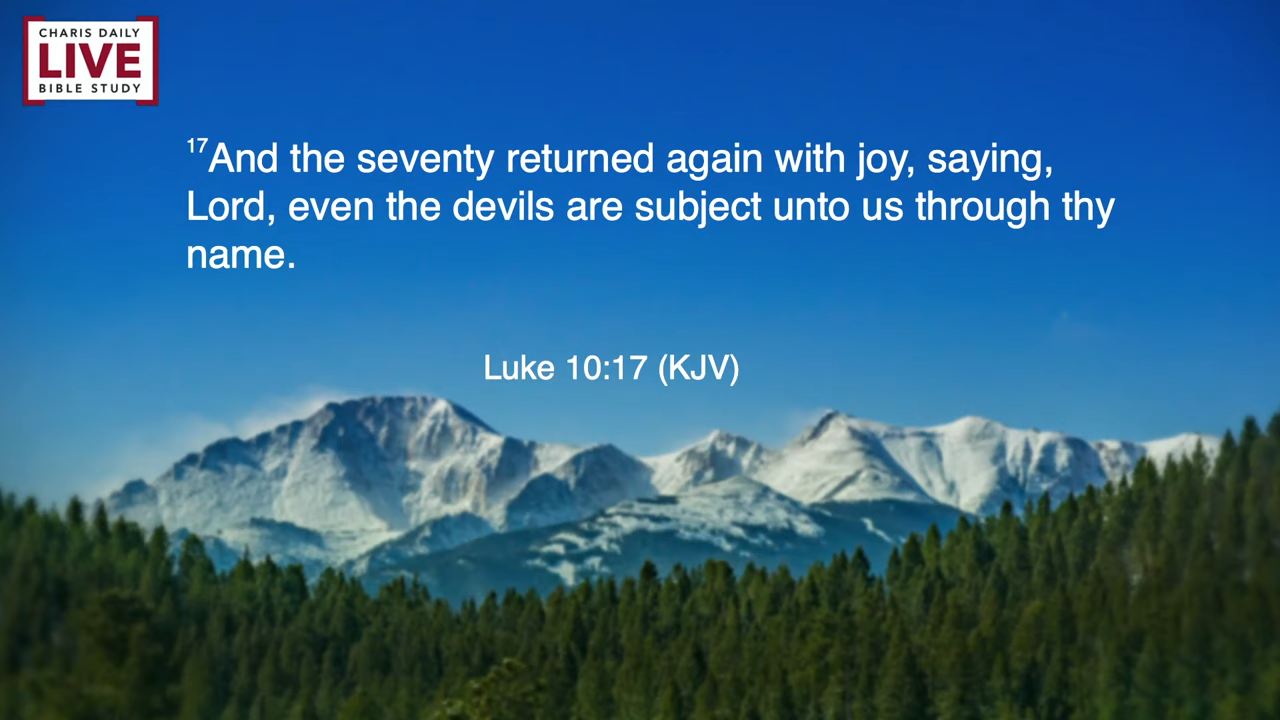 CHARIS DAILY
LIVE
BIBLE STUDY
17And the seventy returned again with joy, saying,
Lord, even the devils are subject unto us through thy
name.
Luke 10:17 (KJV)